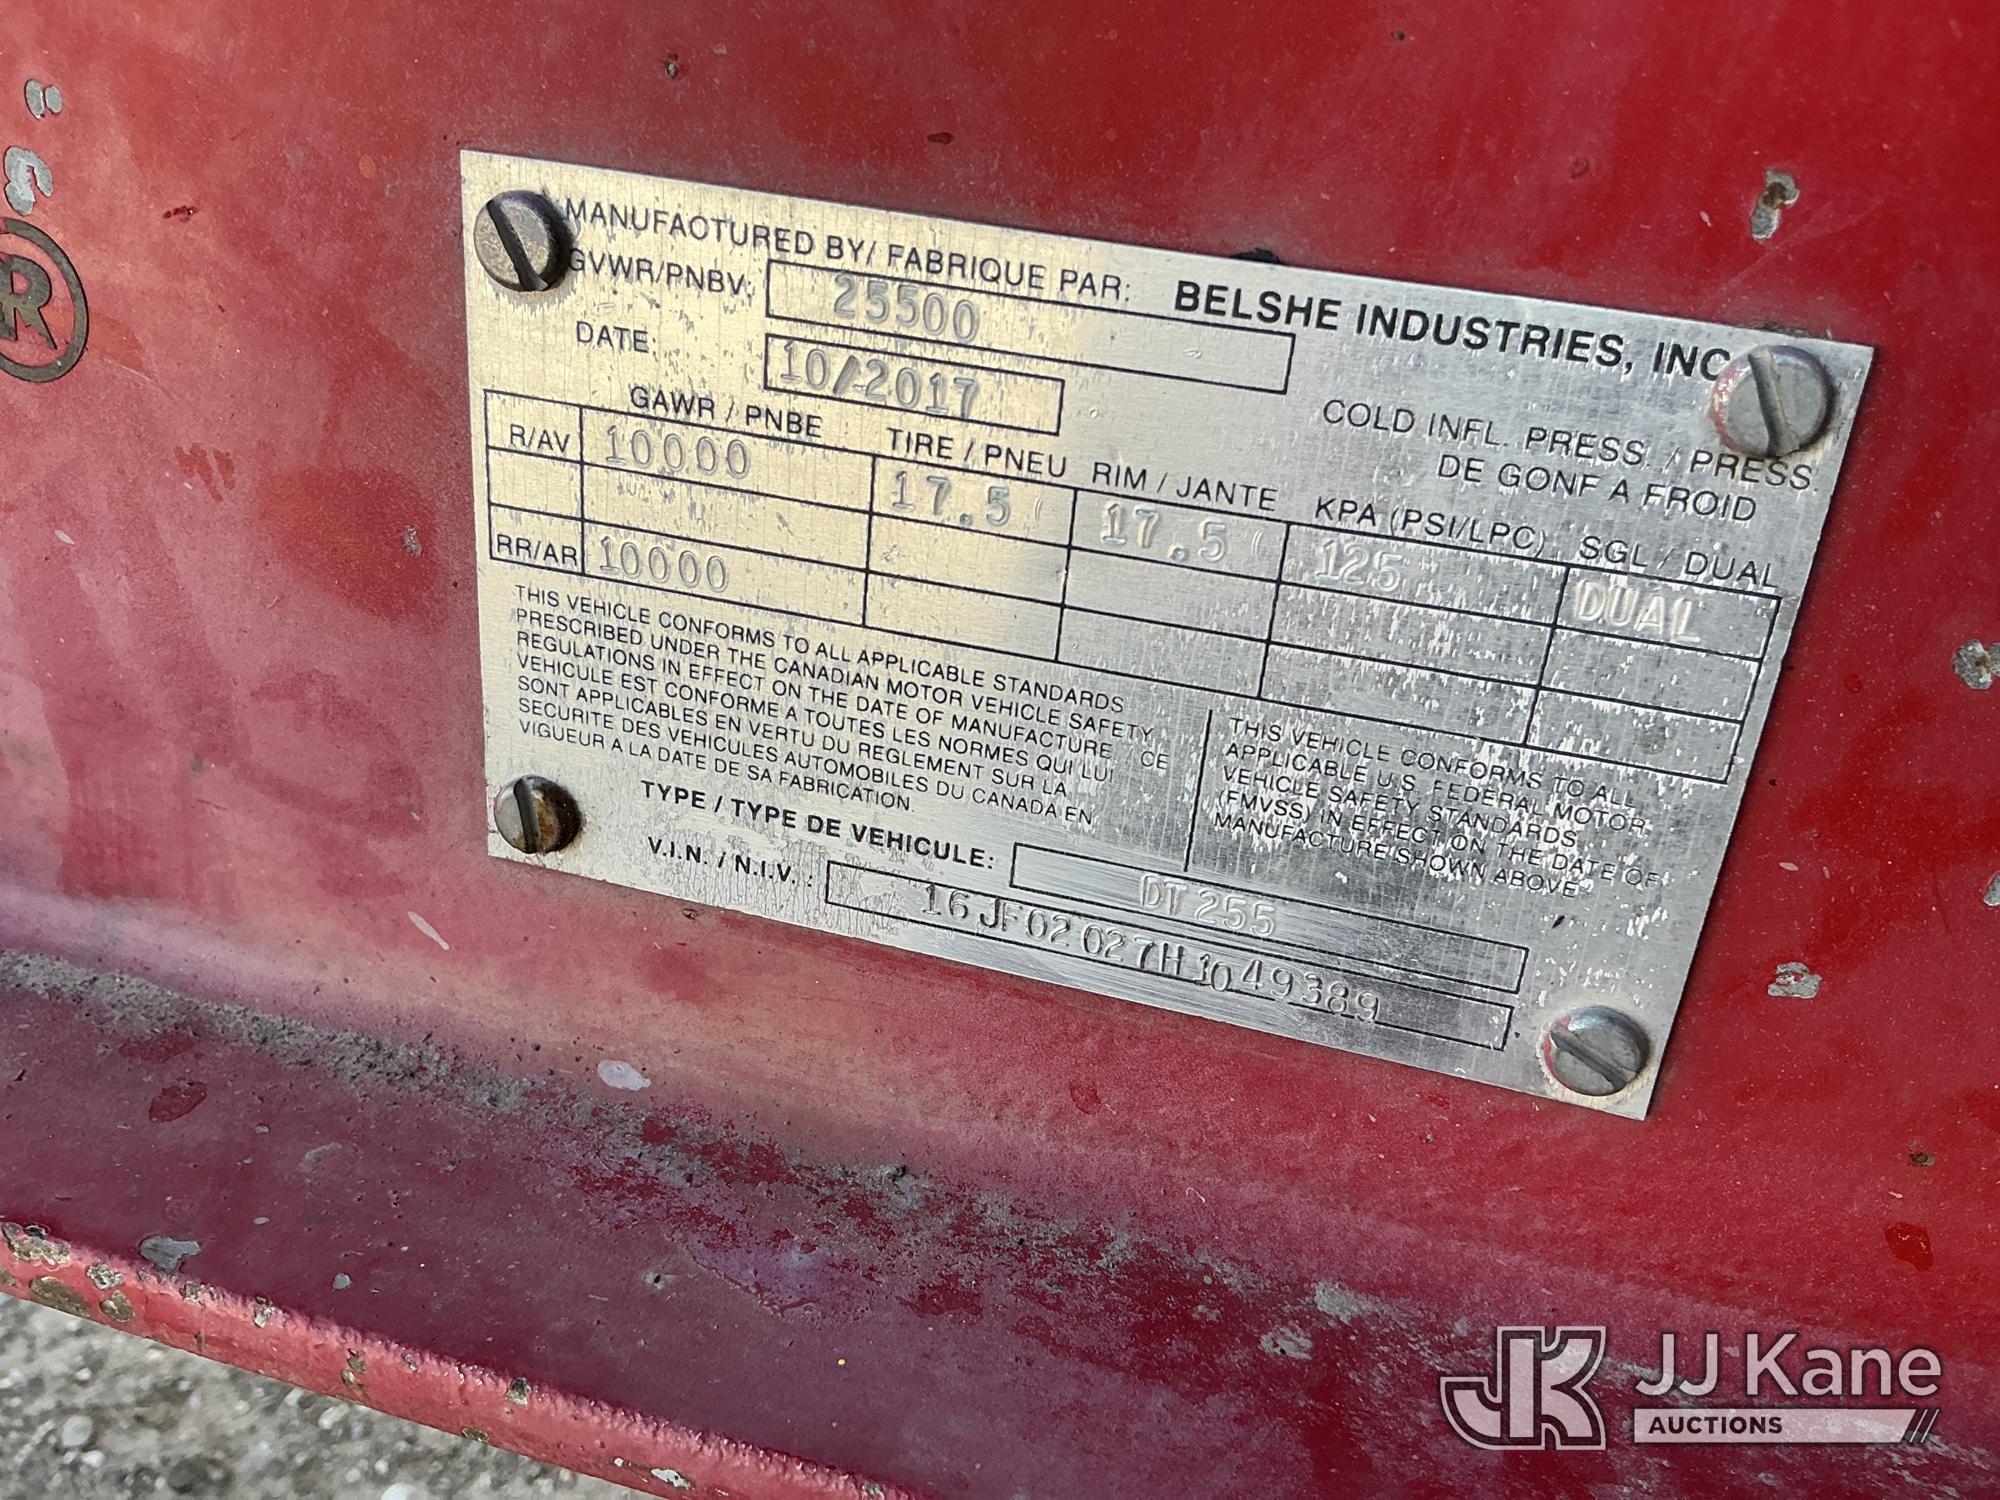 MANUFACTURED BY/ FABRIQUE PAR: BELSHE INDUSTRIES, INC
GVWR/PNBV: 25500
DATE: 10/2017
COLD INFL. PRESS. / PRESS.
DE GONF A FROID
GAWR / PNBE TIRE / PNEU RIM / JANTE KPA (PSI/LPC) SGL / DUAL
R/AV 10000 17.5 17.5 125 DUAL
RR/AR 10000
THIS VEHICLE CONFORMS TO ALL APPLICABLE STANDARDS
PRESCRIBED UNDER THE CANADIAN MOTOR VEHICLE SAFETY
REGULATIONS IN EFFECT ON THE DATE OF MANUFACTURE / CE
VEHICULE EST CONFORME A TOUTES LES NORMES QUI LUI
SONT APPLICABLES EN VERTU DU REGLEMENT SUR LA
SECURITE DES VEHICULES AUTOMOBILES DU CANADA EN
VIGUEUR A LA DATE DE SA FABRICATION.
THIS VEHICLE CONFORMS TO ALL
APPLICABLE U.S. FEDERAL MOTOR
VEHICLE SAFETY STANDARDS
(FMVSS) IN EFFECT ON THE DATE OF
MANUFACTURE SHOWN ABOVE
TYPE / TYPE DE VEHICULE: DT255
V.I.N. / N.I.V. : 16JF02027H1049389
R
JK JJ Kane
AUCTIONS